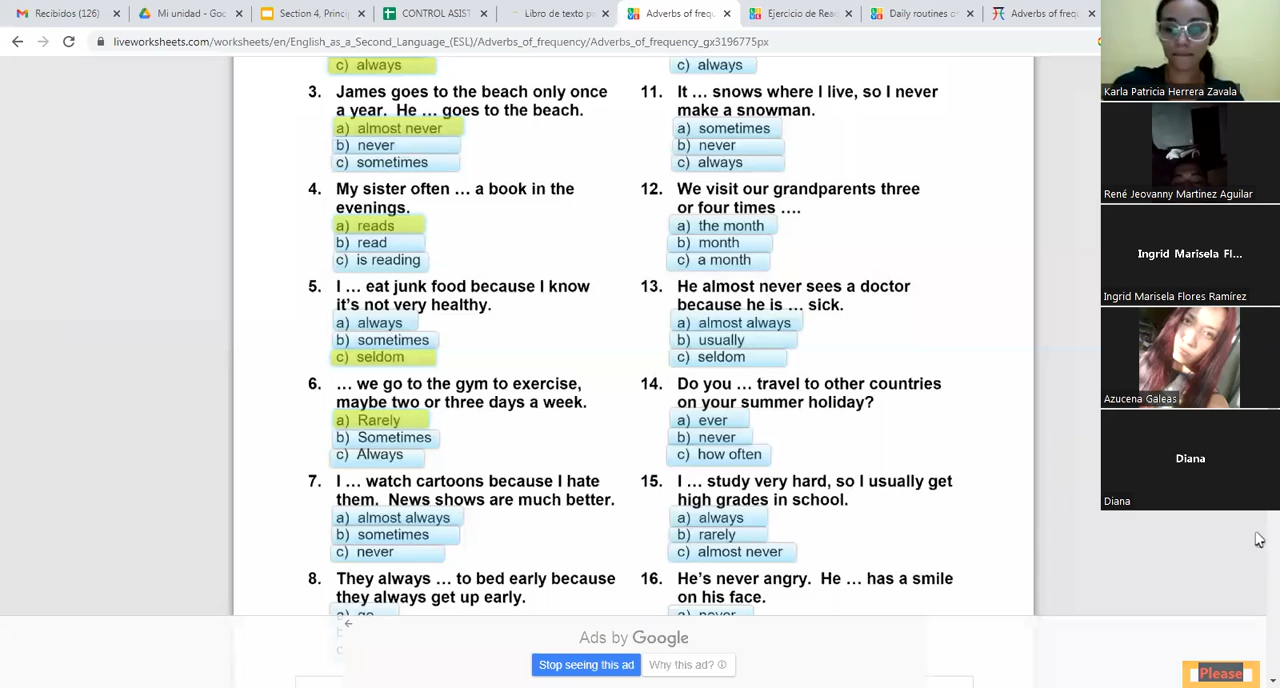 Recibidos (126)
Mi unidad - Goo
Section 4, Princi
CONTROL ASIST
Libro de texto p
Adverbs of freq
Ejercicio de Rea
Daily routines o
Adverbs of freq
liveworksheets.com/worksheets/en/English_as_a_Second_Language_(ESL)/Adverbs_of_frequency/Adverbs_of_frequency_gx3196775px
c) always
3. James goes to the beach only once
a year. He ... goes to the beach.
a) almost never
b) never
c) sometimes
4. My sister often ... a book in the
evenings.
a) reads
b) read
c) is reading
5. I ... eat junk food because I know
it's not very healthy.
a) always
b) sometimes
c) seldom
6. ... we go to the gym to exercise,
maybe two or three days a week.
a) Rarely
b) Sometimes
c) Always
7. I ... watch cartoons because I hate
them. News shows are much better.
a) almost always
b) sometimes
c) never
8. They always ... to bed early because
they always get up early.
a) go
c) always
11. It ... snows where I live, so I never
make a snowman.
a) sometimes
b) never
c) always
12. We visit our grandparents three
or four times ....
a) the month
b) month
c) a month
13. He almost never sees a doctor
because he is ... sick.
a) almost always
b) usually
c) seldom
14. Do you ... travel to other countries
on your summer holiday?
a) ever
b) never
c) how often
15. I ... study very hard, so I usually get
high grades in school.
a) always
b) rarely
c) almost never
16. He's never angry. He ... has a smile
on his face.
a) never
Ads by Google
Stop seeing this ad
Why this ad?
Karla Patricia Herrera Zavala
René Jeovanny Martinez Aguilar
Ingrid Marisela Fl...
Ingrid Marisela Flores Ramírez
Azucena Galeas
Diana
Diana
Please